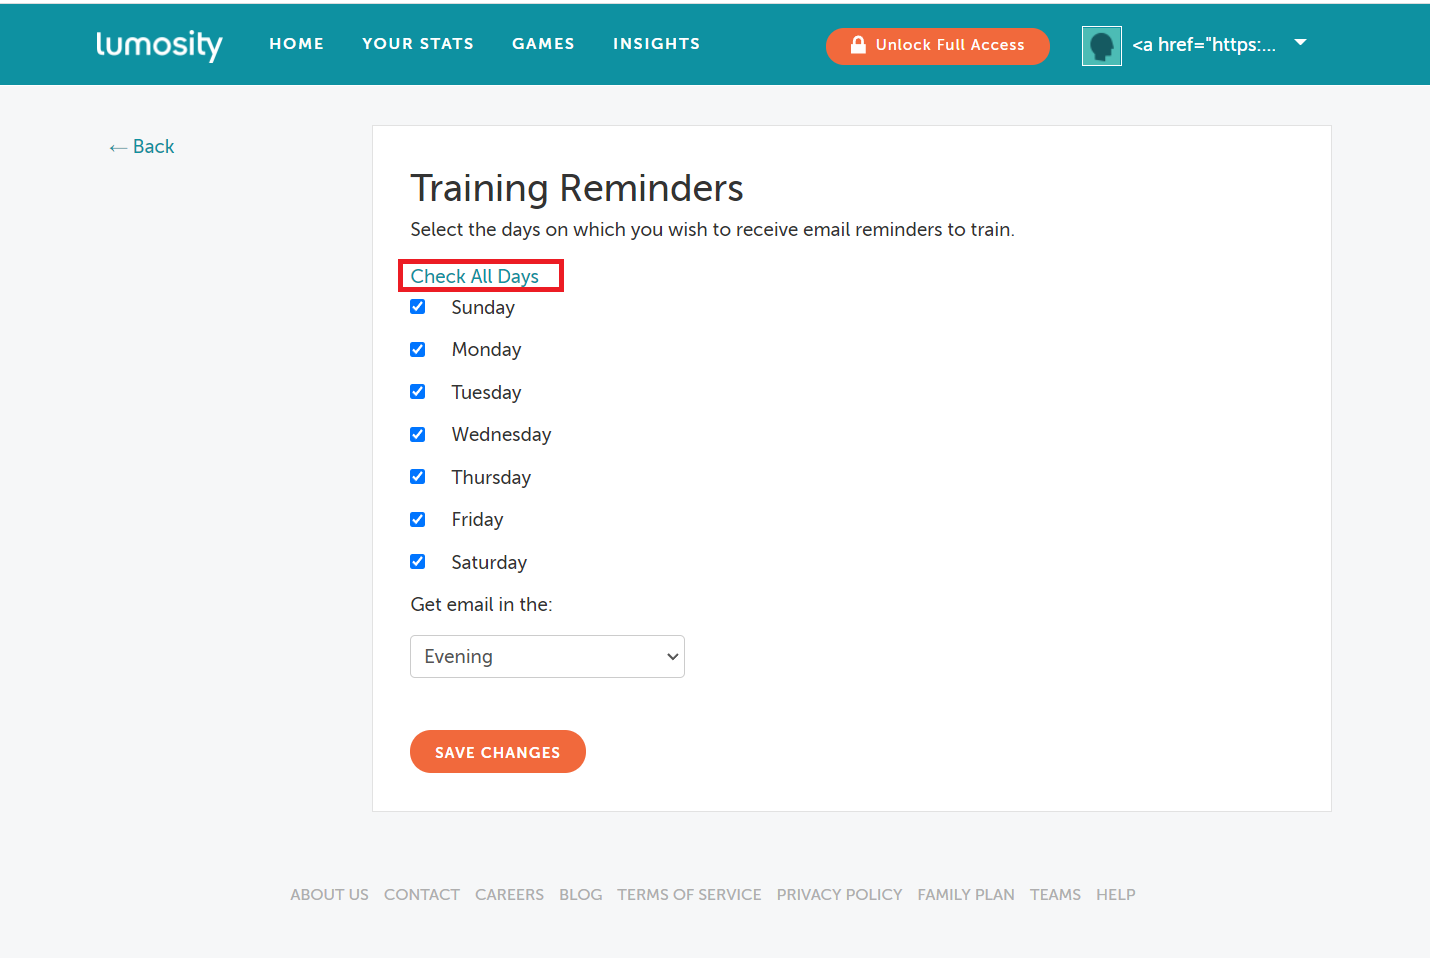 lumosity HOME YOUR STATS GAMES INSIGHTS Unlock Full Access <a href="https:...
← Back
Training Reminders
Select the days on which you wish to receive email reminders to train.
Check All Days
Sunday
Monday
Tuesday
Wednesday
Thursday
Friday
Saturday
Get email in the:
Evening
SAVE CHANGES
ABOUT US CONTACT CAREERS BLOG TERMS OF SERVICE PRIVACY POLICY FAMILY PLAN TEAMS HELP